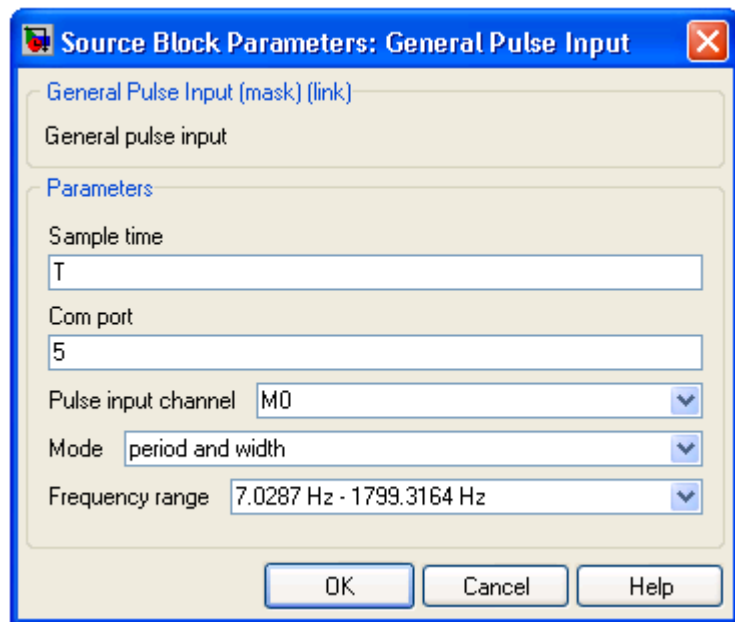 Source Block Parameters: General Pulse Input
General Pulse Input (mask) (link)
General pulse input
Parameters
Sample time
T
Com port
5
Pulse input channel M0
Mode period and width
Frequency range 7.0287 Hz - 1799.3164 Hz
OK Cancel Help